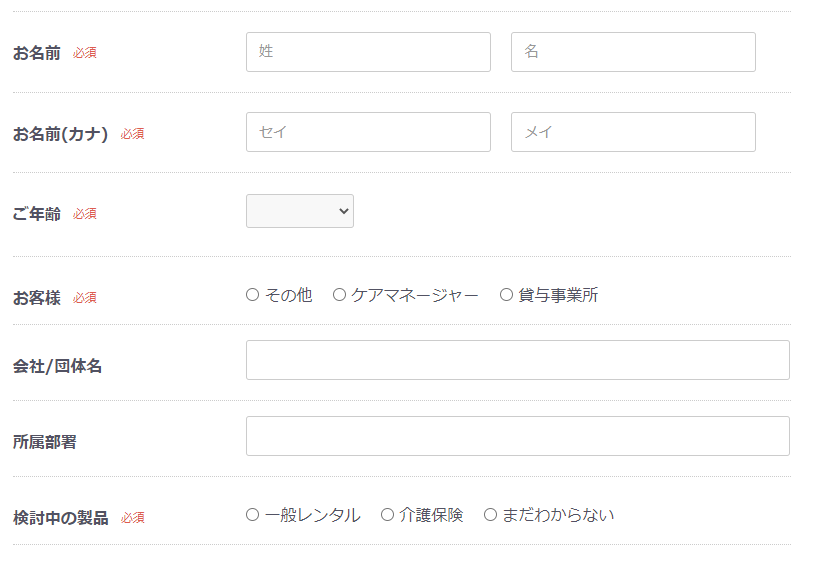 お名前 必須 姓 名
お名前(カナ) 必須 セイ メイ
ご年齢 必須
お客様 必須 その他 ケアマネージャー 貸与事業所
会社/団体名
所属部署
検討中の製品 必須 一般レンタル 介護保険 まだわからない